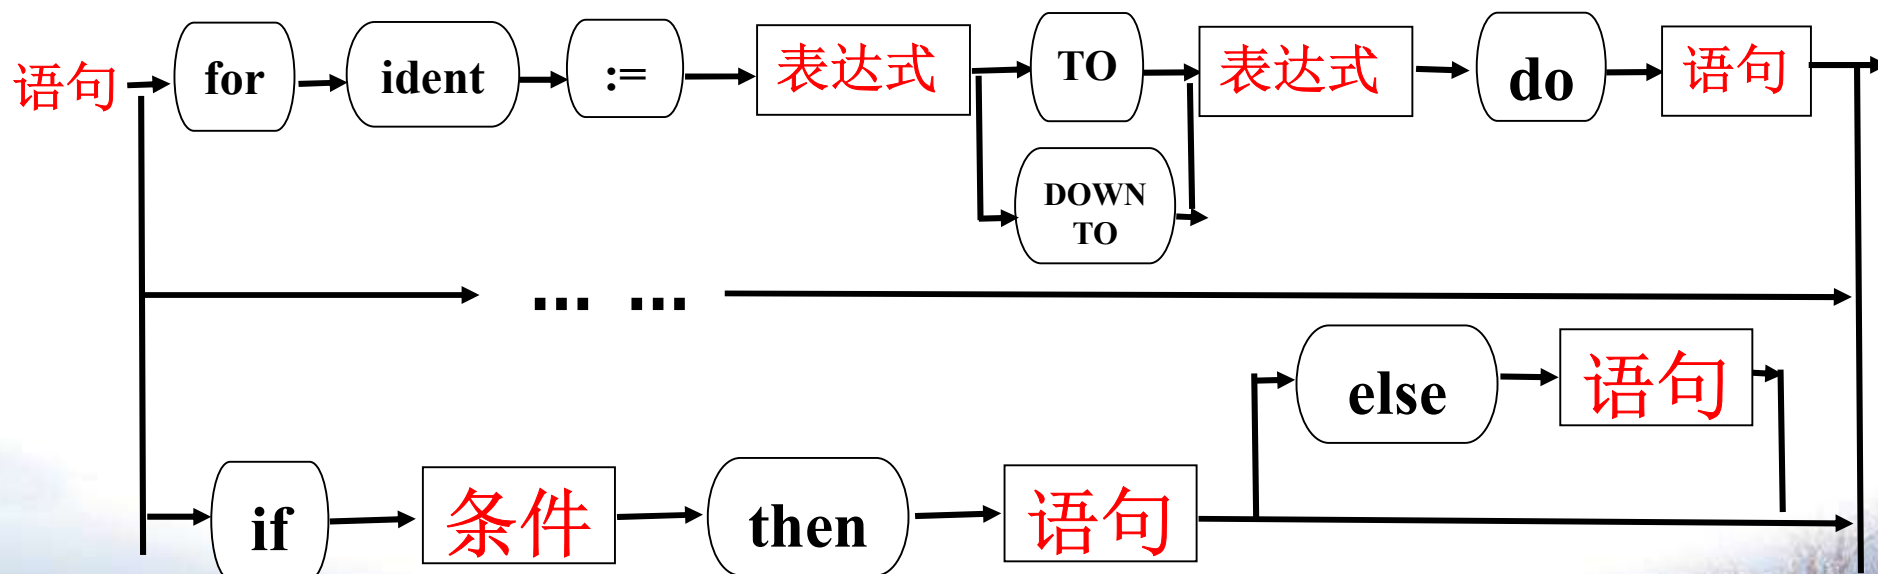 语句 for ident := 表达式 TO 表达式 do 语句
DOWN
TO
... ...
else 语句
if 条件 then 语句